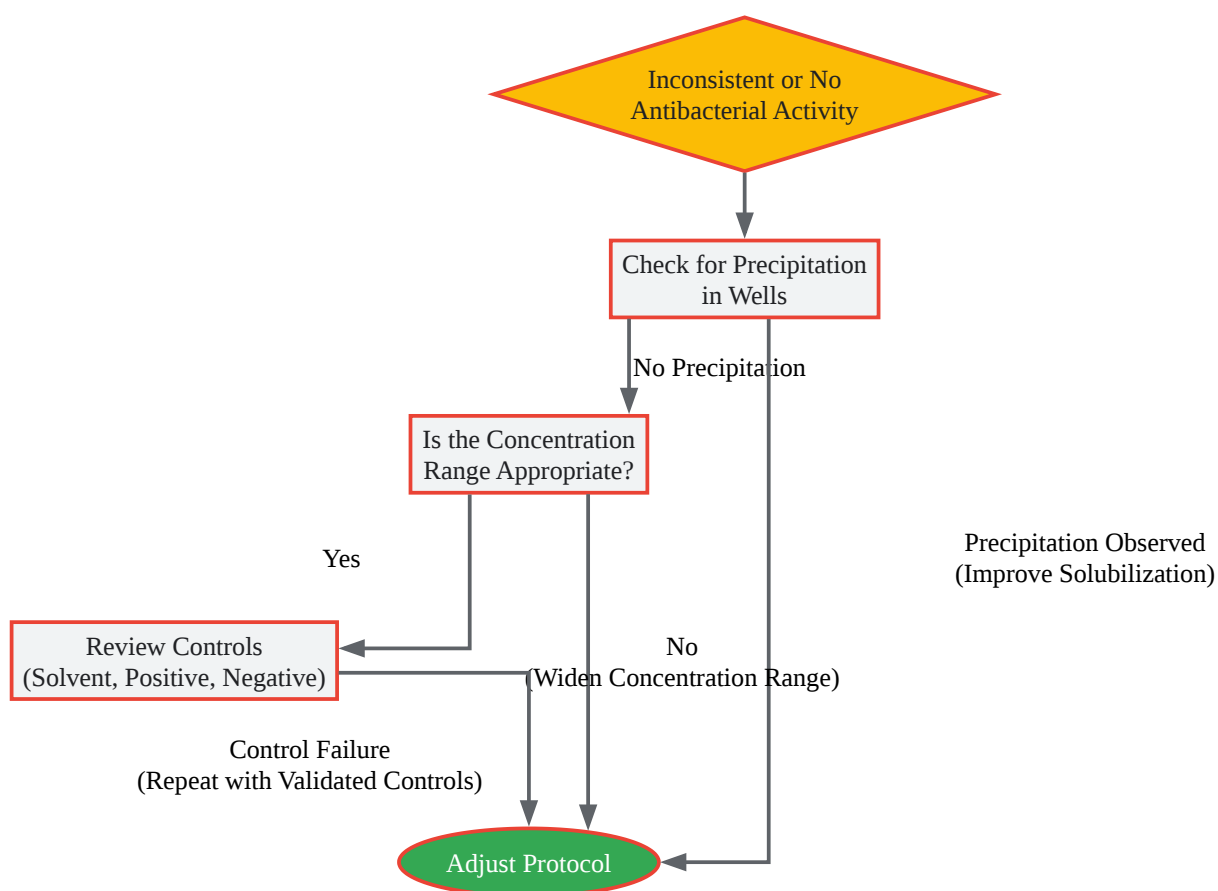 Inconsistent or No
Antibacterial Activity
Check for Precipitation
in Wells
No Precipitation
Is the Concentration
Range Appropriate?
Precipitation Observed
(Improve Solubilization)
Yes
Review Controls
(Solvent, Positive, Negative)
No
(Widen Concentration Range)
Control Failure
(Repeat with Validated Controls)
Adjust Protocol